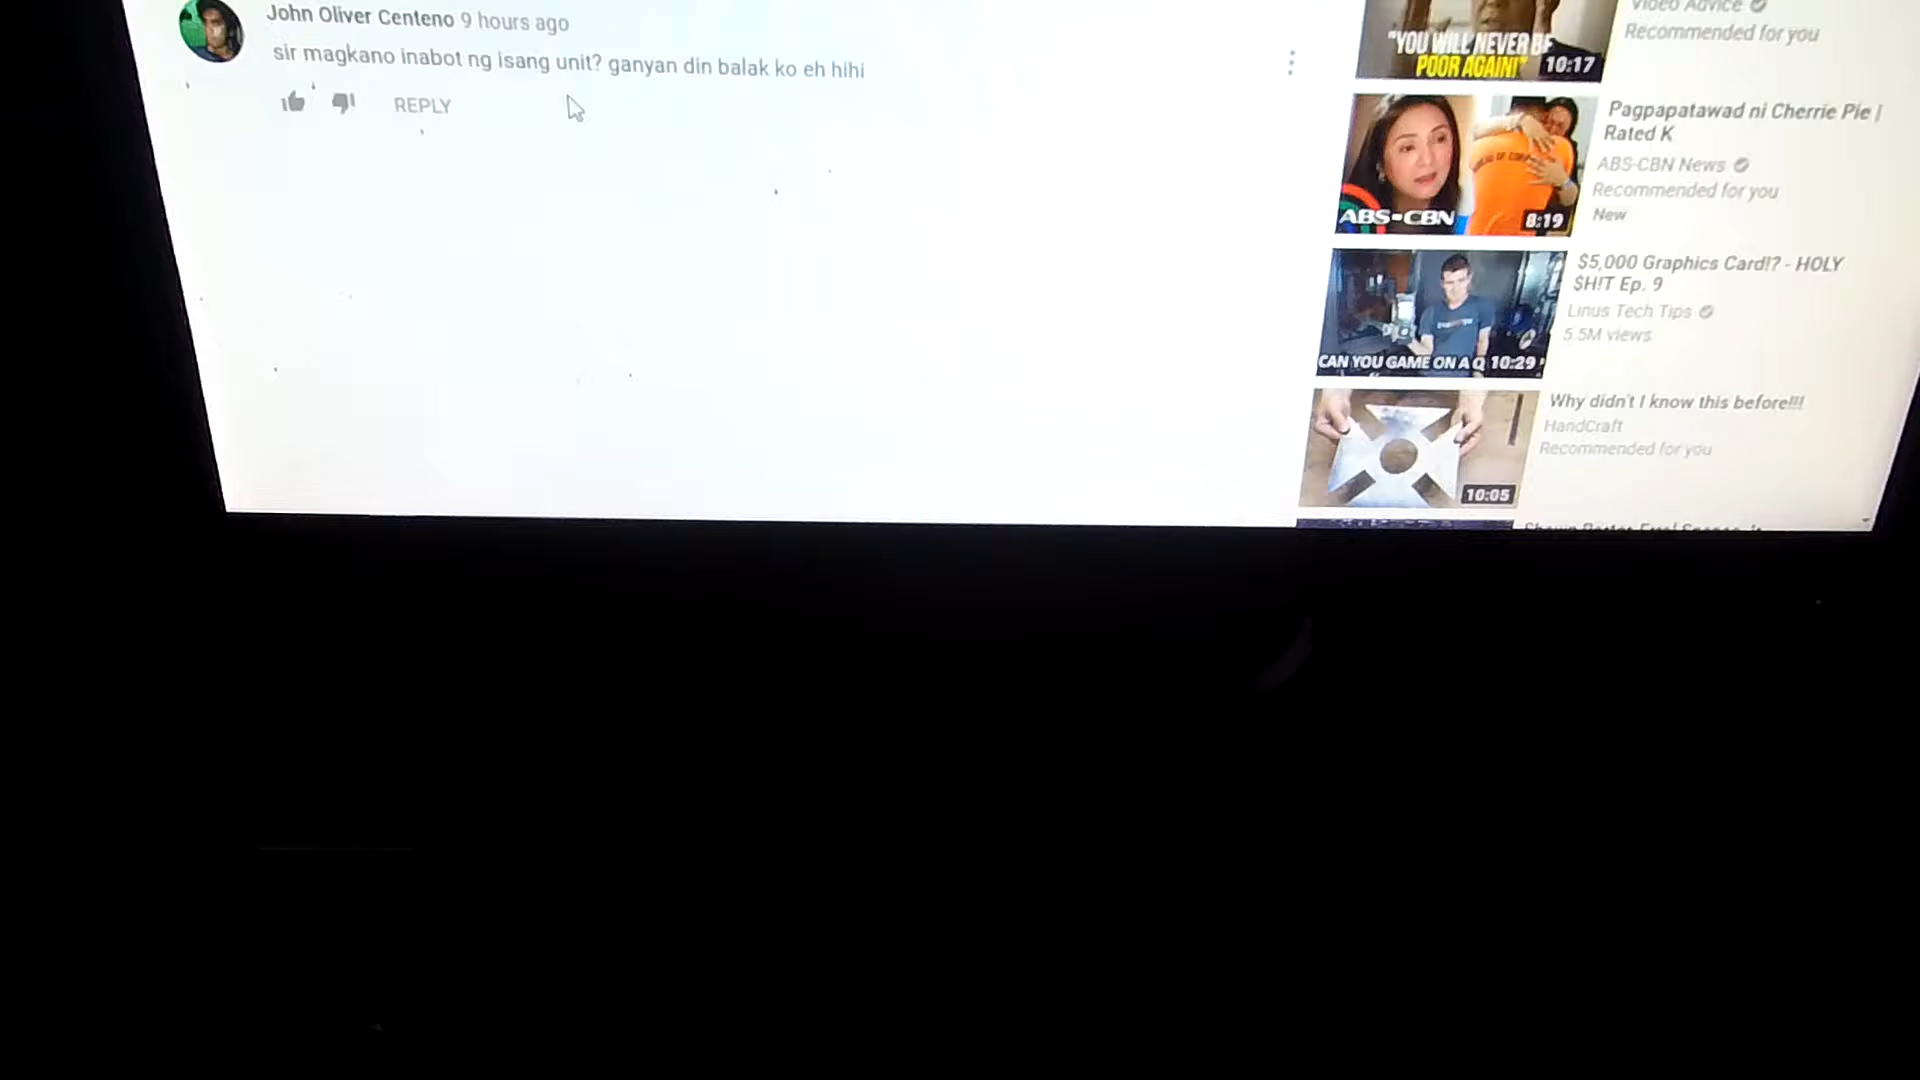 John Oliver Centeno 9 hours ago
sir magkano inabot ng isang unit? ganyan din balak ko eh hihi
REPLY
Video Advice
Recommended for you
"YOU WILL NEVER BE
POOR AGAIN!"
10:17
Pagpapatawad ni Cherrie Pie |
Rated K
ABS-CBN News
Recommended for you
New
ABS-CBN
8:19
$5,000 Graphics Card!? - HOLY
$H!T Ep. 9
Linus Tech Tips
5.5M views
CAN YOU GAME ON A Q
10:29
Why didn't I know this before!!!
HandCraft
Recommended for you
10:05